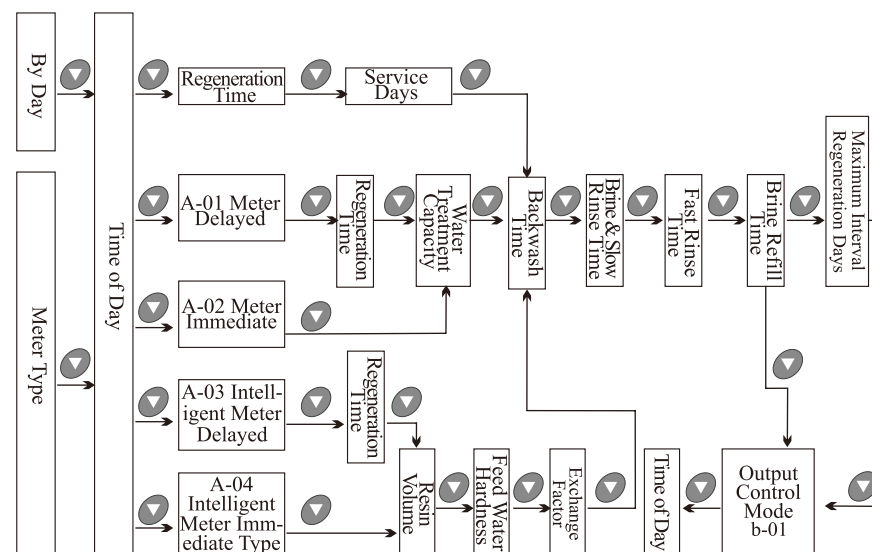 By Day
Meter Type
Time of Day
Regeneration
Time
Service
Days
A-01 Meter
Delayed
Regeneration
Time
Water
Treatment
Capacity
Backwash
Time
Brine & Slow
Rinse Time
Fast Rinse
Time
Brine Refill
Time
Maximum Interval
Regeneration Days
A-02 Meter
Immediate
A-03 Intell-
igent Meter
Delayed
Regeneration
Time
A-04
Intelligent
Meter Imm-
ediate Type
Resin
Volume
Feed Water
Hardness
Exchange
Factor
Time of Day
Output
Control
Mode
b-01